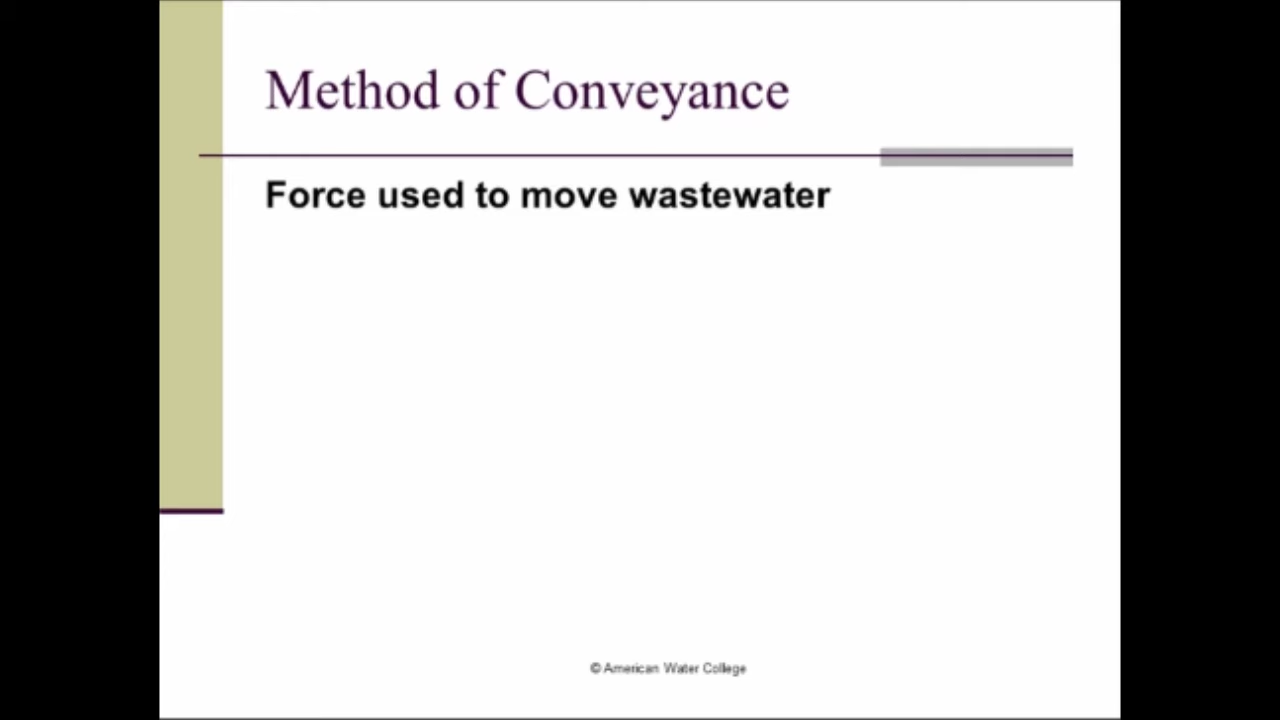 Method of Conveyance
Force used to move wastewater
© American Water College